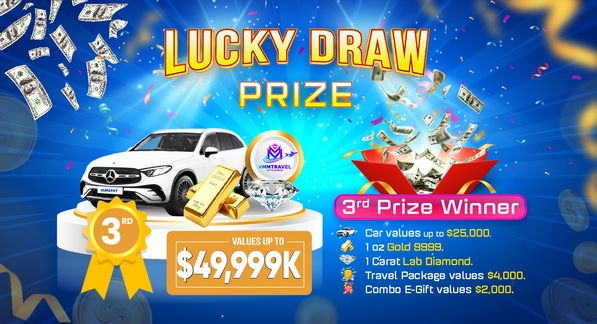 LUCKY DRAW
PRIZE
VMMTRAVEL
3RD
VALUES UP TO
$49,999K
3rd Prize Winner
Car values up to $25,000.
1 oz Gold 9999.
1 Carat Lab Diamond.
Travel Package values $4,000.
Combo E-Gift values $2,000.